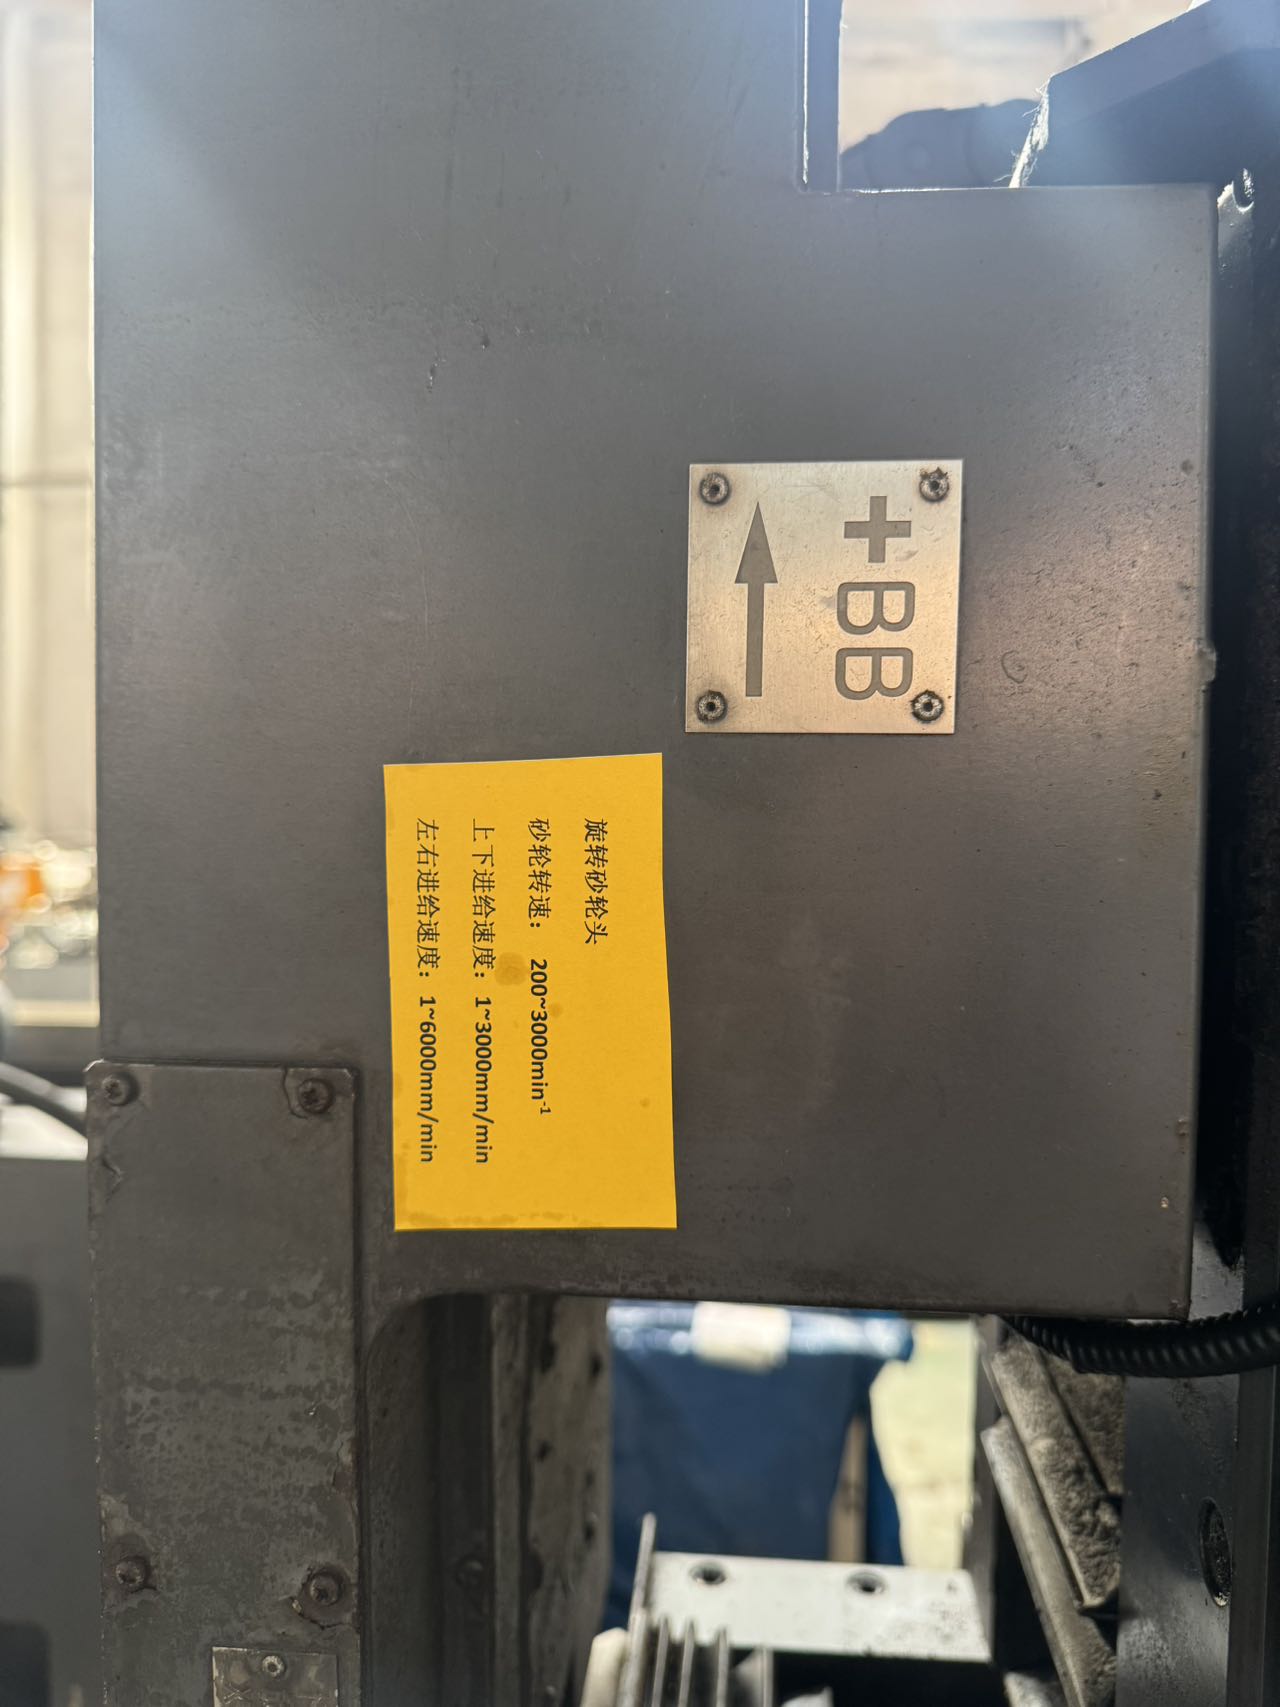 +BB
旋转砂轮头
砂轮转速： 200~3000min⁻¹
上下进给速度：1~3000mm/min
左右进给速度：1~6000mm/min